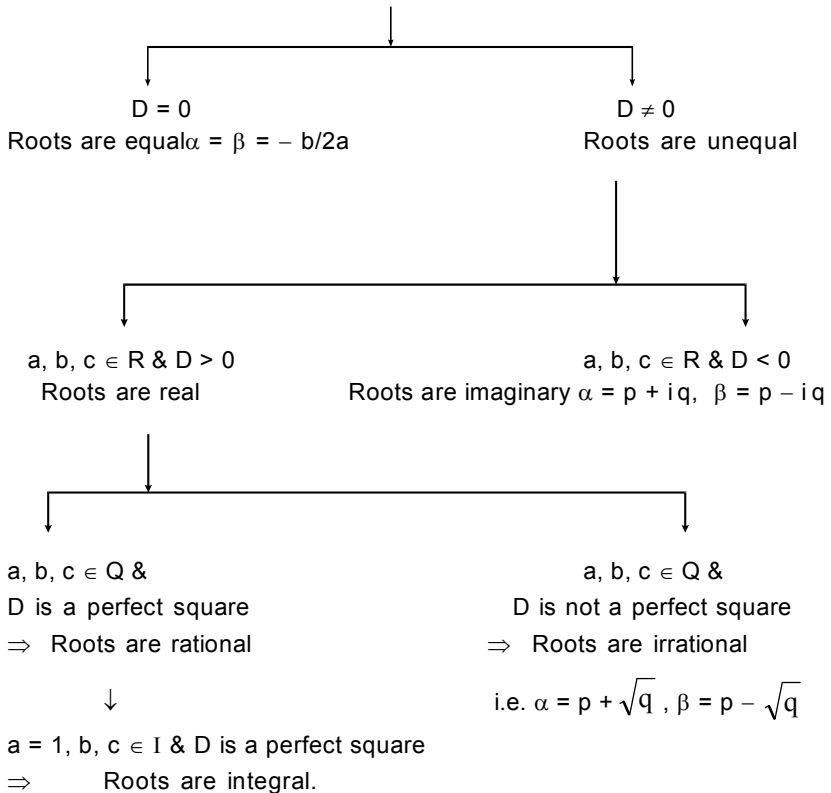 D = 0 D ≠ 0
Roots are equalα = β = – b/2a Roots are unequal
a, b, c ∈ R & D > 0 a, b, c ∈ R & D < 0
Roots are real Roots are imaginary α = p + i q, β = p – i q
a, b, c ∈ Q & a, b, c ∈ Q &
D is a perfect square D is not a perfect square
⇒ Roots are rational ⇒ Roots are irrational
↓ i.e. α = p + √q , β = p – √q
a = 1, b, c ∈ I & D is a perfect square
⇒ Roots are integral.